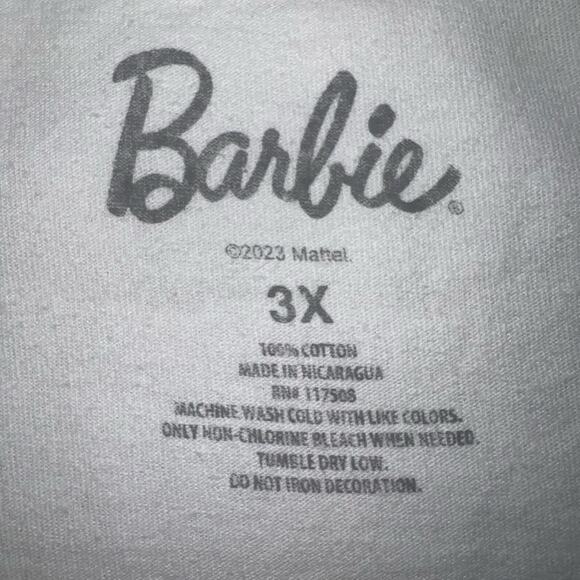 Barbie®
©2023 Mattel.
3X
100% COTTON
MADE IN NICARAGUA
RN# 117508
MACHINE WASH COLD WITH LIKE COLORS.
ONLY NON-CHLORINE BLEACH WHEN NEEDED.
TUMBLE DRY LOW.
DO NOT IRON DECORATION.